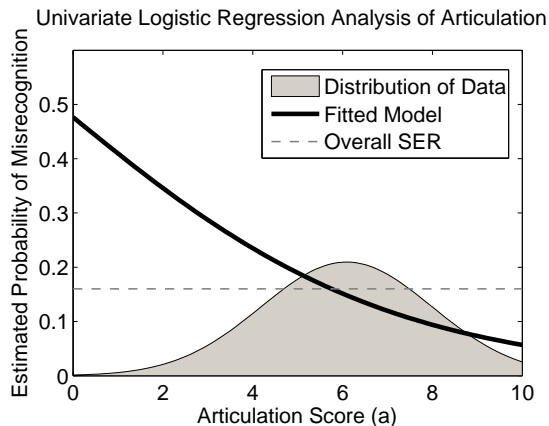 Univariate Logistic Regression Analysis of Articulation
Estimated Probability of Misrecognition
0.5
0.4
0.3
0.2
0.1
0
Distribution of Data
Fitted Model
Overall SER
0 2 4 6 8 10
Articulation Score (a)